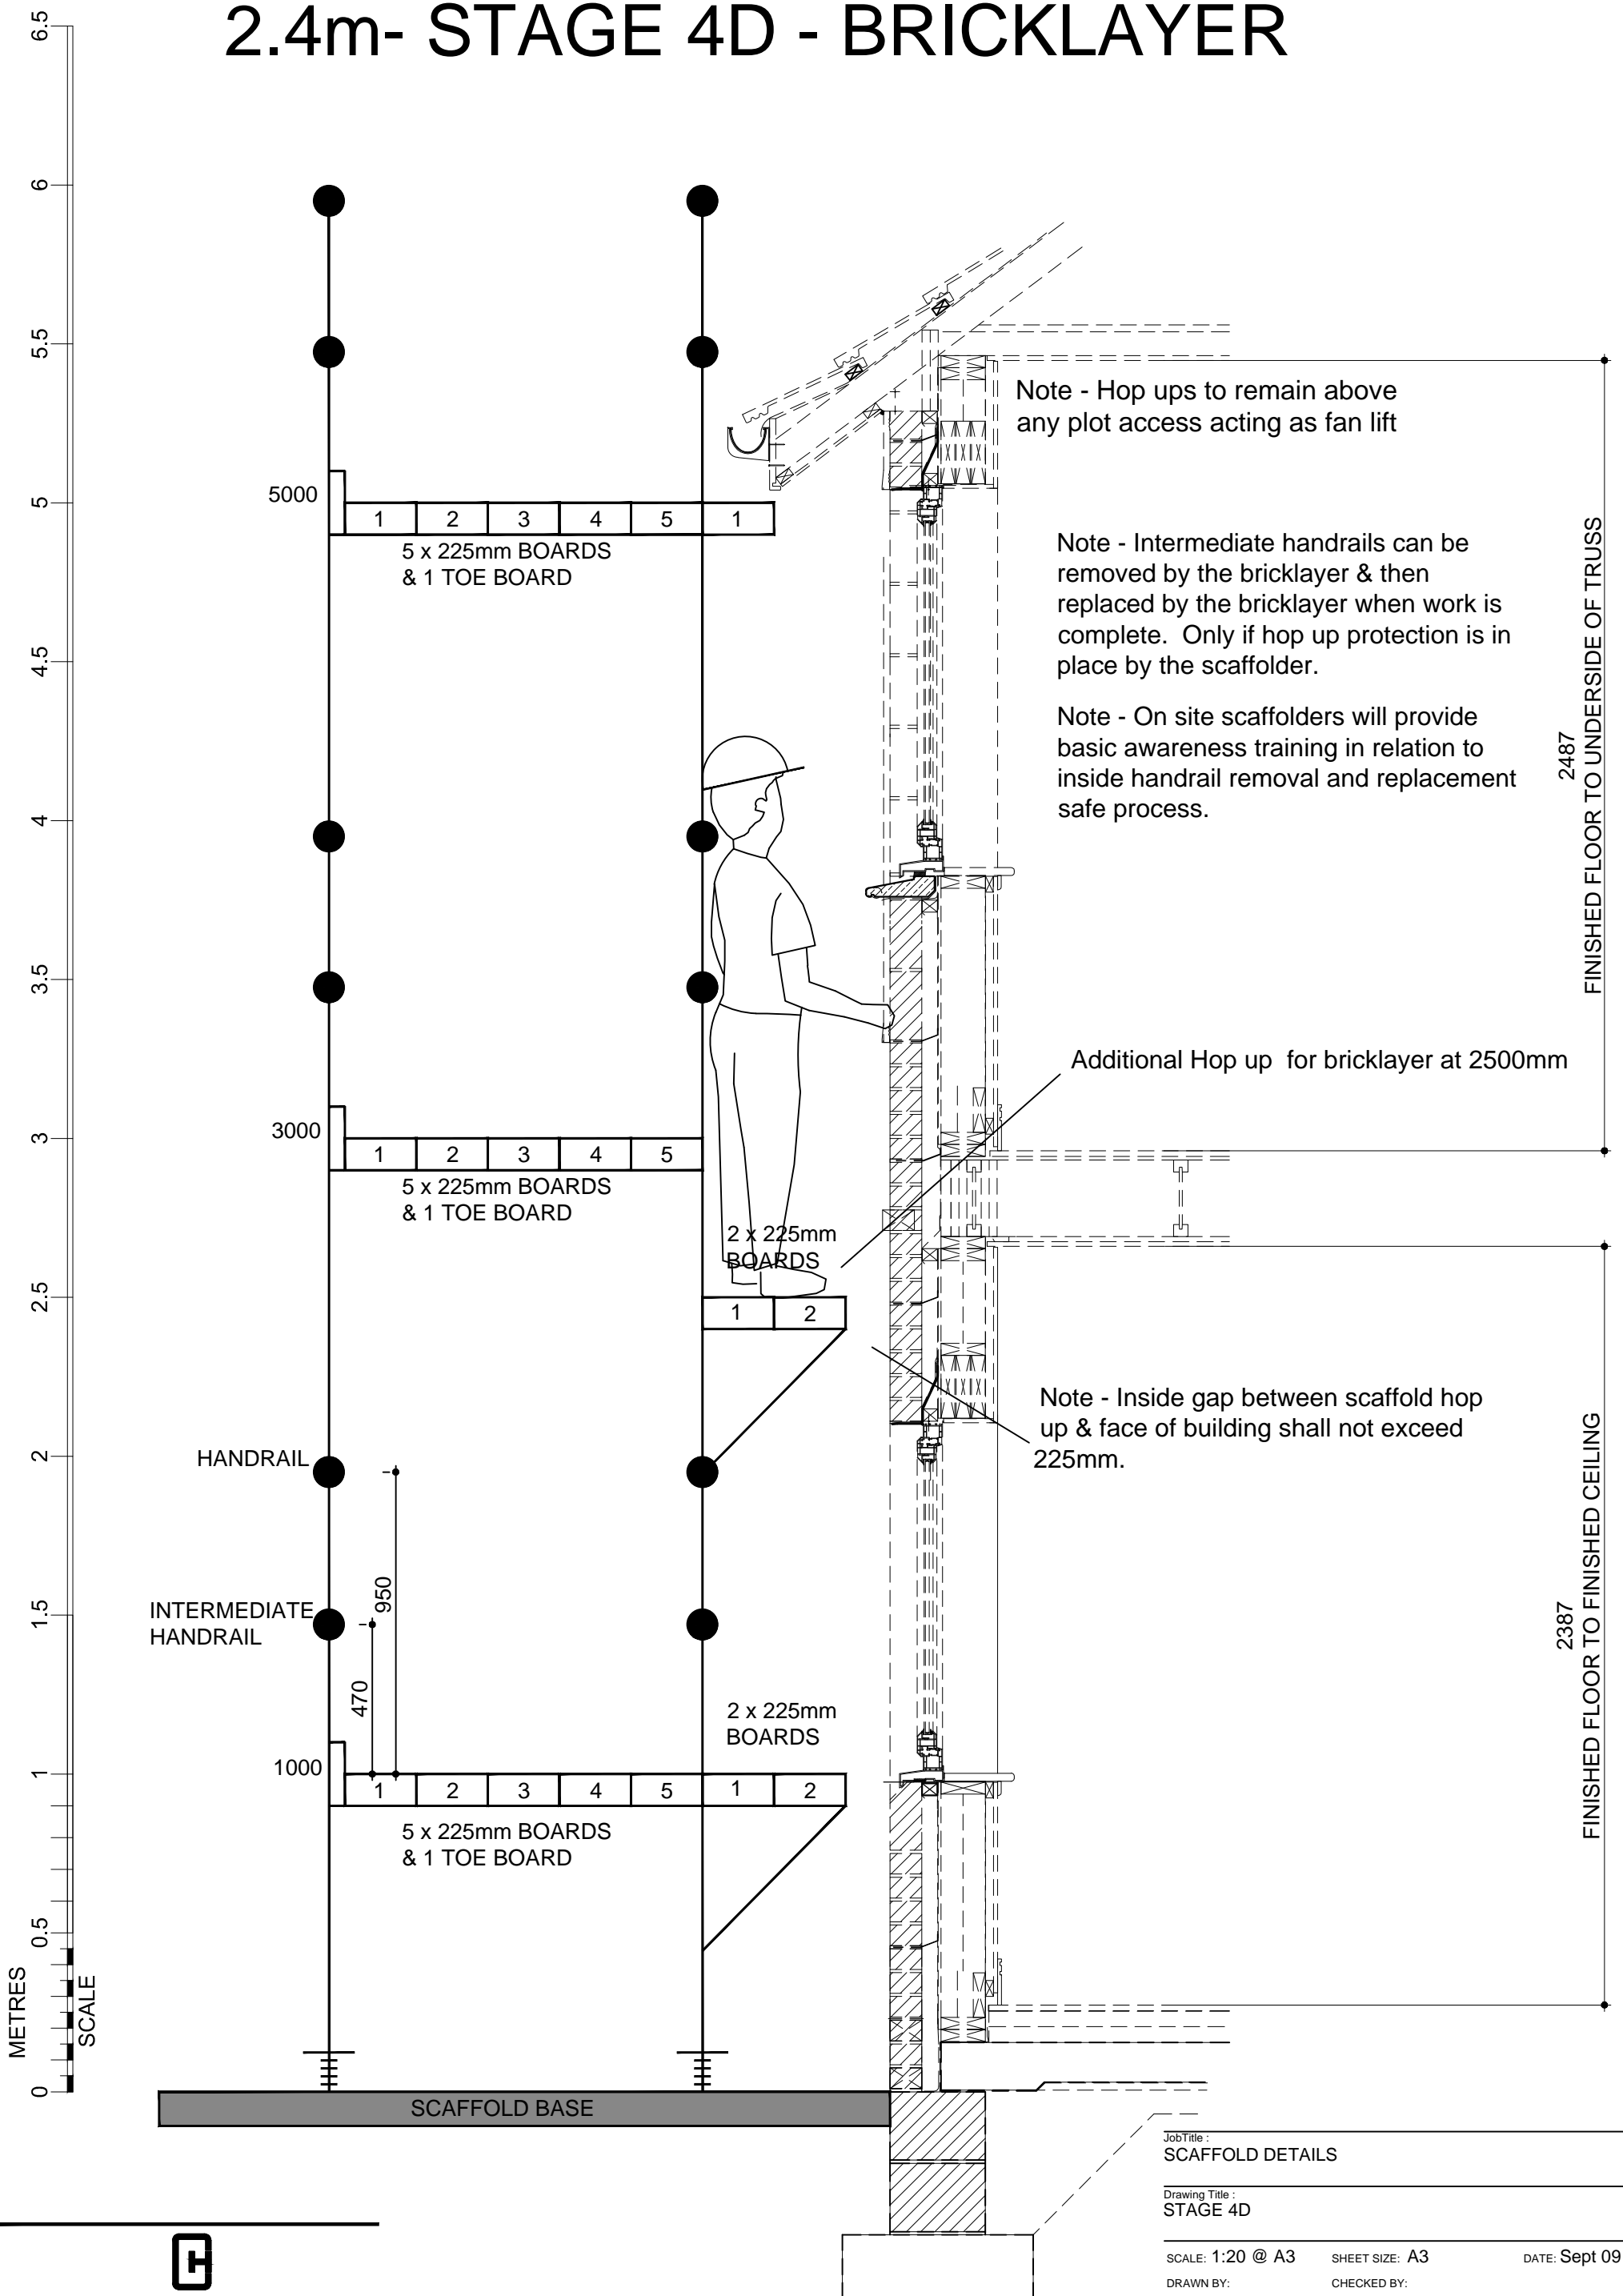 2.4m- STAGE 4D - BRICKLAYER
6.5
6
5.5
5
4.5
4
3.5
3
2.5
2
1.5
1
0.5
0
METRES
SCALE
5000
1 2 3 4 5 1
5 x 225mm BOARDS
& 1 TOE BOARD
3000
1 2 3 4 5
5 x 225mm BOARDS
& 1 TOE BOARD
2 x 225mm
BOARDS
1 2
HANDRAIL
INTERMEDIATE
HANDRAIL
950
470
2 x 225mm
BOARDS
1000
1 2 3 4 5 1 2
5 x 225mm BOARDS
& 1 TOE BOARD
SCAFFOLD BASE
Note - Hop ups to remain above
any plot access acting as fan lift
Note - Intermediate handrails can be
removed by the bricklayer & then
replaced by the bricklayer when work is
complete. Only if hop up protection is in
place by the scaffolder.
Note - On site scaffolders will provide
basic awareness training in relation to
inside handrail removal and replacement
safe process.
Additional Hop up for bricklayer at 2500mm
Note - Inside gap between scaffold hop
up & face of building shall not exceed
225mm.
2487
FINISHED FLOOR TO UNDERSIDE OF TRUSS
2387
FINISHED FLOOR TO FINISHED CEILING
JobTitle :
SCAFFOLD DETAILS
Drawing Title :
STAGE 4D
SCALE: 1:20 @ A3 SHEET SIZE: A3 DATE: Sept 09
DRAWN BY: CHECKED BY: